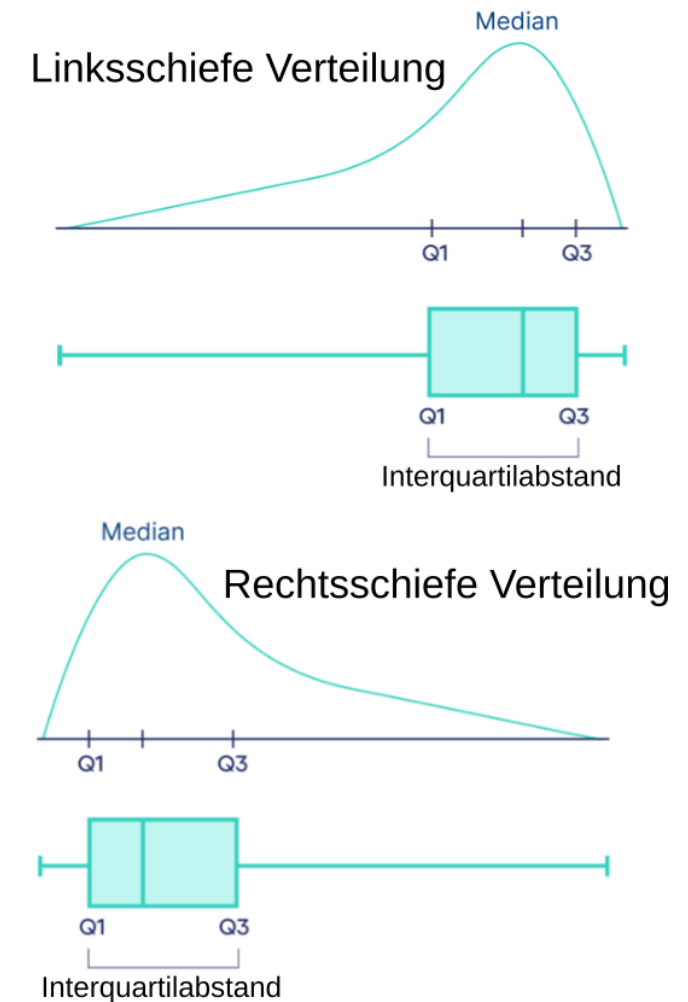 Median
Linksschiefe Verteilung
Q1 Q3
Q1 Q3
Interquartilabstand
Median
Rechtsschiefe Verteilung
Q1 Q3
Q1 Q3
Interquartilabstand